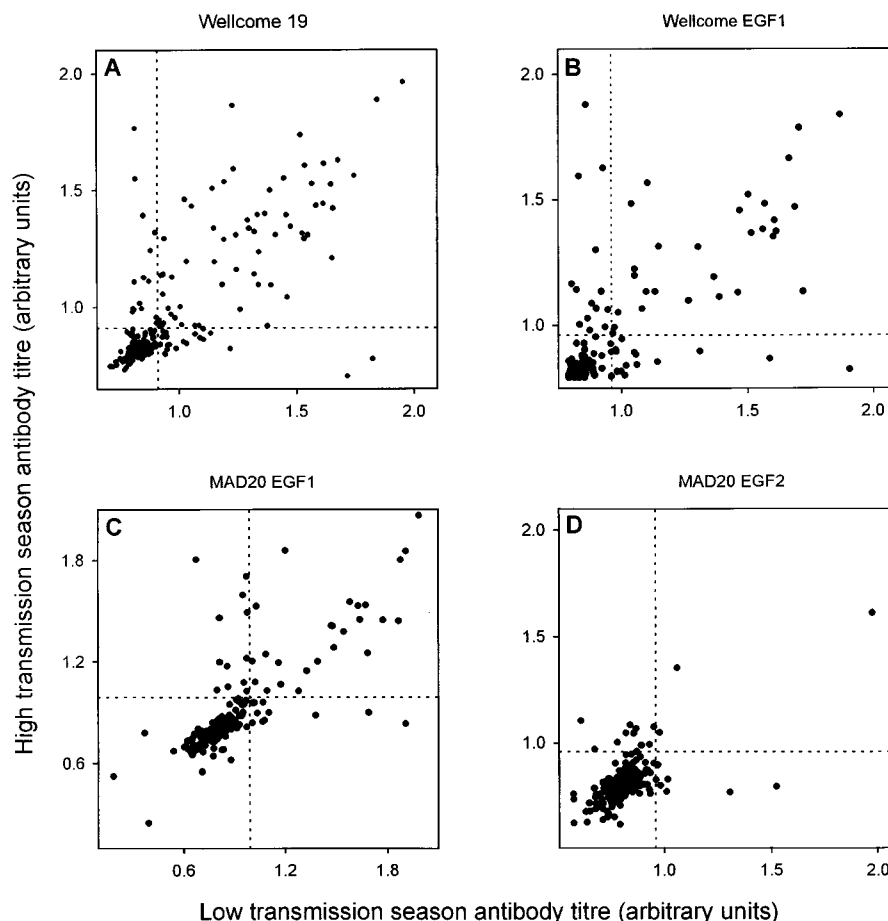 Wellcome 19
Wellcome EGF1
A
B
2.0
1.5
1.0
2.0
1.5
1.0
1.0
1.5
2.0
1.0
1.5
2.0
High transmission season antibody titre (arbitrary units)
MAD20 EGF1
MAD20 EGF2
C
D
1.8
1.2
0.6
2.0
1.5
1.0
0.6
1.2
1.8
1.0
1.5
2.0
Low transmission season antibody titre (arbitrary units)